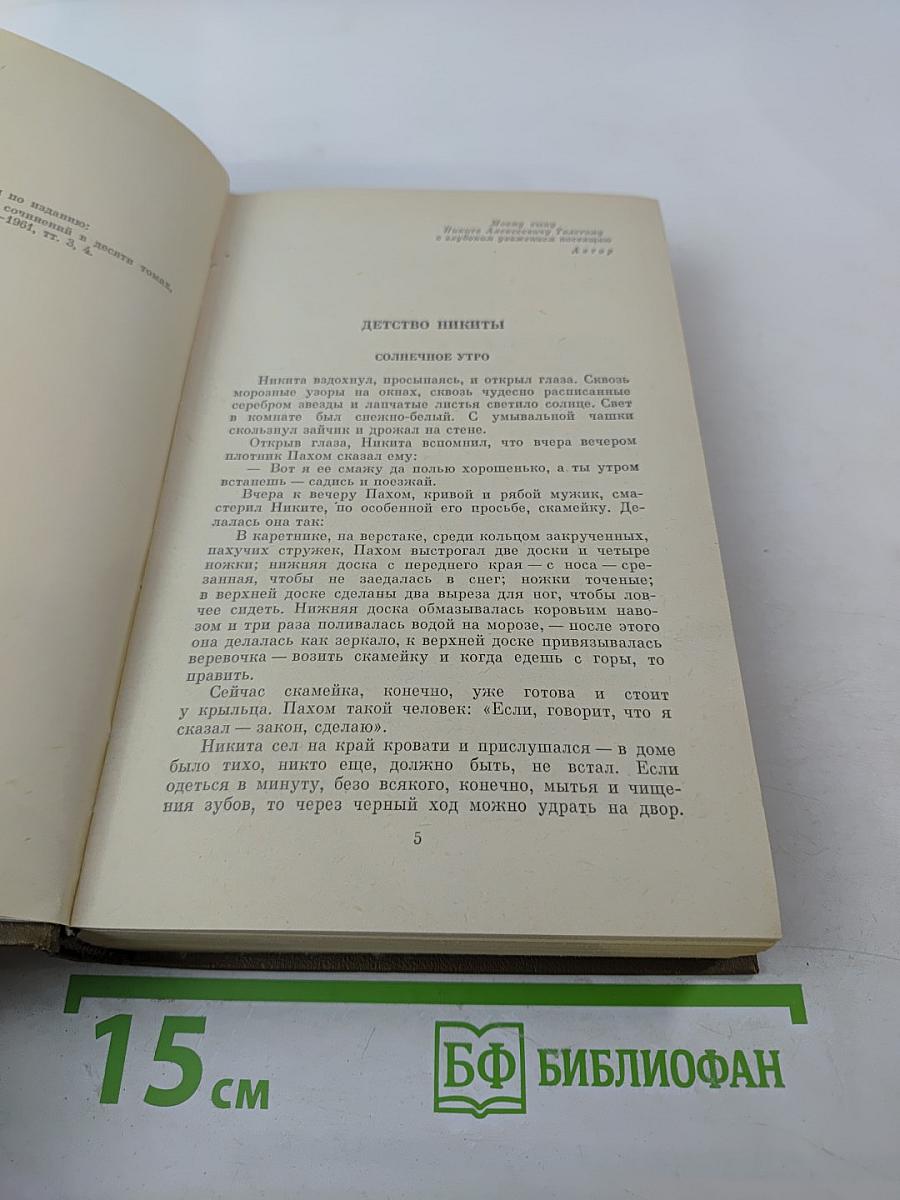 по изданию:
сочинений в десяти томах,
-1961, тт. 3, 4.
Моему сыну
Никите Алексеевичу Толстому
с глубоким уважением посвящаю
Автор
ДЕТСТВО НИКИТЫ
СОЛНЕЧНОЕ УТРО
Никита вздохнул, просыпаясь, и открыл глаза. Сквозь
морозные узоры на окнах, сквозь чудесно расписанные
серебром звезды и лапчатые листья светило солнце. Свет
в комнате был снежно-белый. С умывальной чашки
скользнул зайчик и дрожал на стене.
Открыв глаза, Никита вспомнил, что вчера вечером
плотник Пахом сказал ему:
— Вот я ее смажу да полью хорошенько, а ты утром
встанешь — садись и поезжай.
Вчера к вечеру Пахом, кривой и рябой мужик, сма-
стерил Никите, по особенной его просьбе, скамейку. Де-
лалась она так:
В каретнике, на верстаке, среди кольцом закрученных,
пахучих стружек, Пахом выстрогал две доски и четыре
ножки; нижняя доска с переднего края — с носа — сре-
занная, чтобы не заедалась в снег; ножки точеные;
в верхней доске сделаны два выреза для ног, чтобы лов-
чее сидеть. Нижняя доска обмазывалась коровьим наво-
зом и три раза поливалась водой на морозе, — после этого
она делалась как зеркало, к верхней доске привязывалась
веревочка — возить скамейку и когда едешь с горы, то
править.
Сейчас скамейка, конечно, уже готова и стоит
у крыльца. Пахом такой человек: «Если, говорит, что я
сказал — закон, сделаю».
Никита сел на край кровати и прислушался — в доме
было тихо, никто еще, должно быть, не встал. Если
одеться в минуту, безо всякого, конечно, мытья и чище-
ния зубов, то через черный ход можно удрать на двор.
5
15 см
БФ БИБЛИОФАН